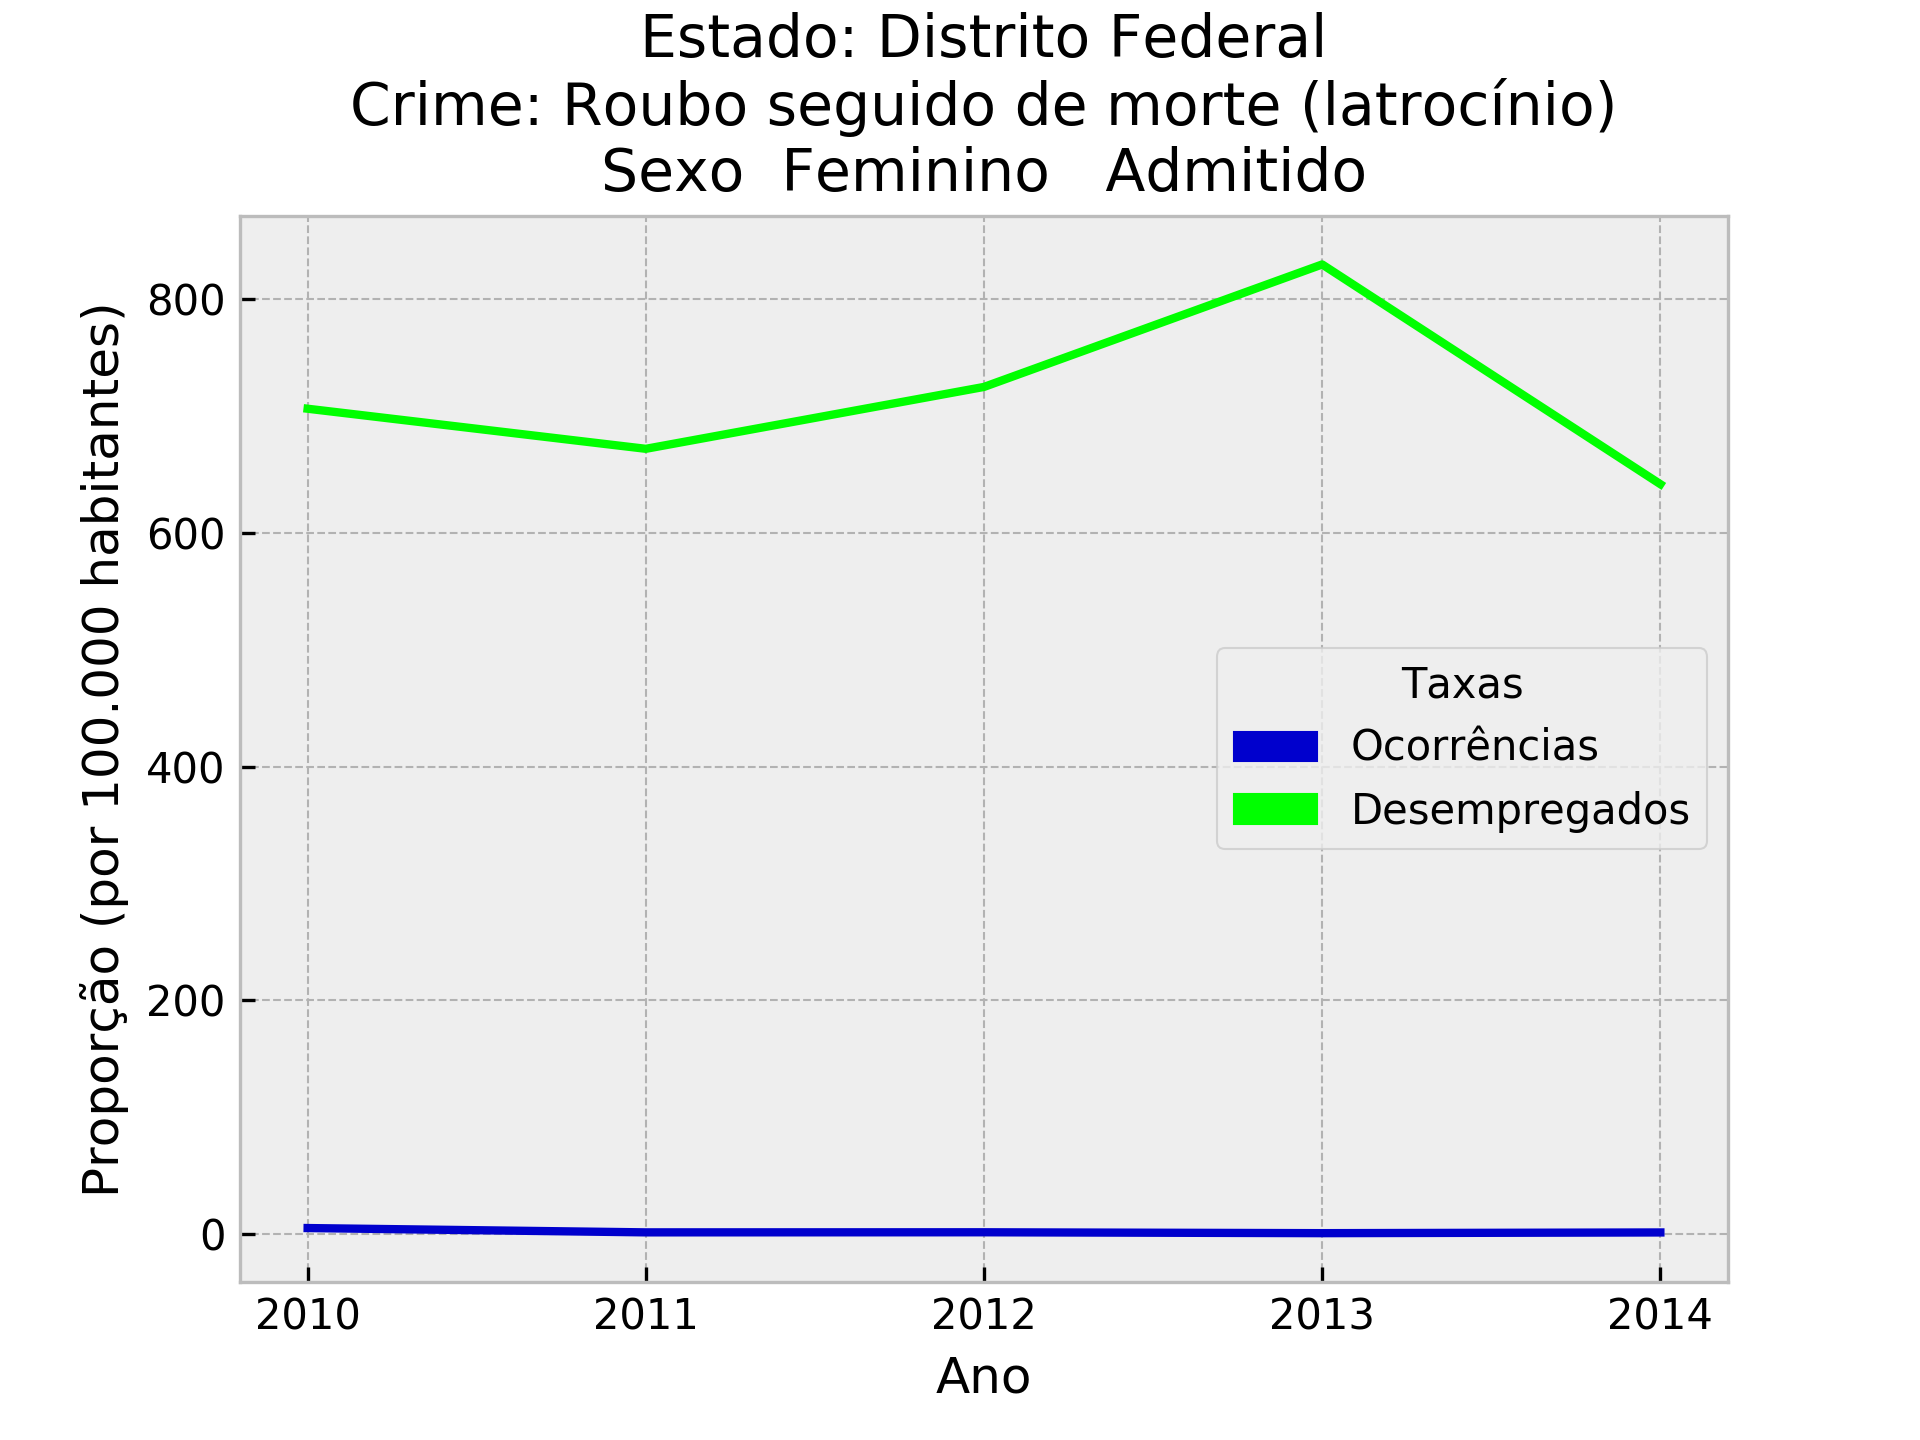 Estado: Distrito Federal
Crime: Roubo seguido de morte (latrocínio)
Sexo  Feminino   Admitido
Proporção (por 100.000 habitantes)
800
600
400
200
0
Taxas
Ocorrências
Desempregados
2010 2011 2012 2013 2014
Ano